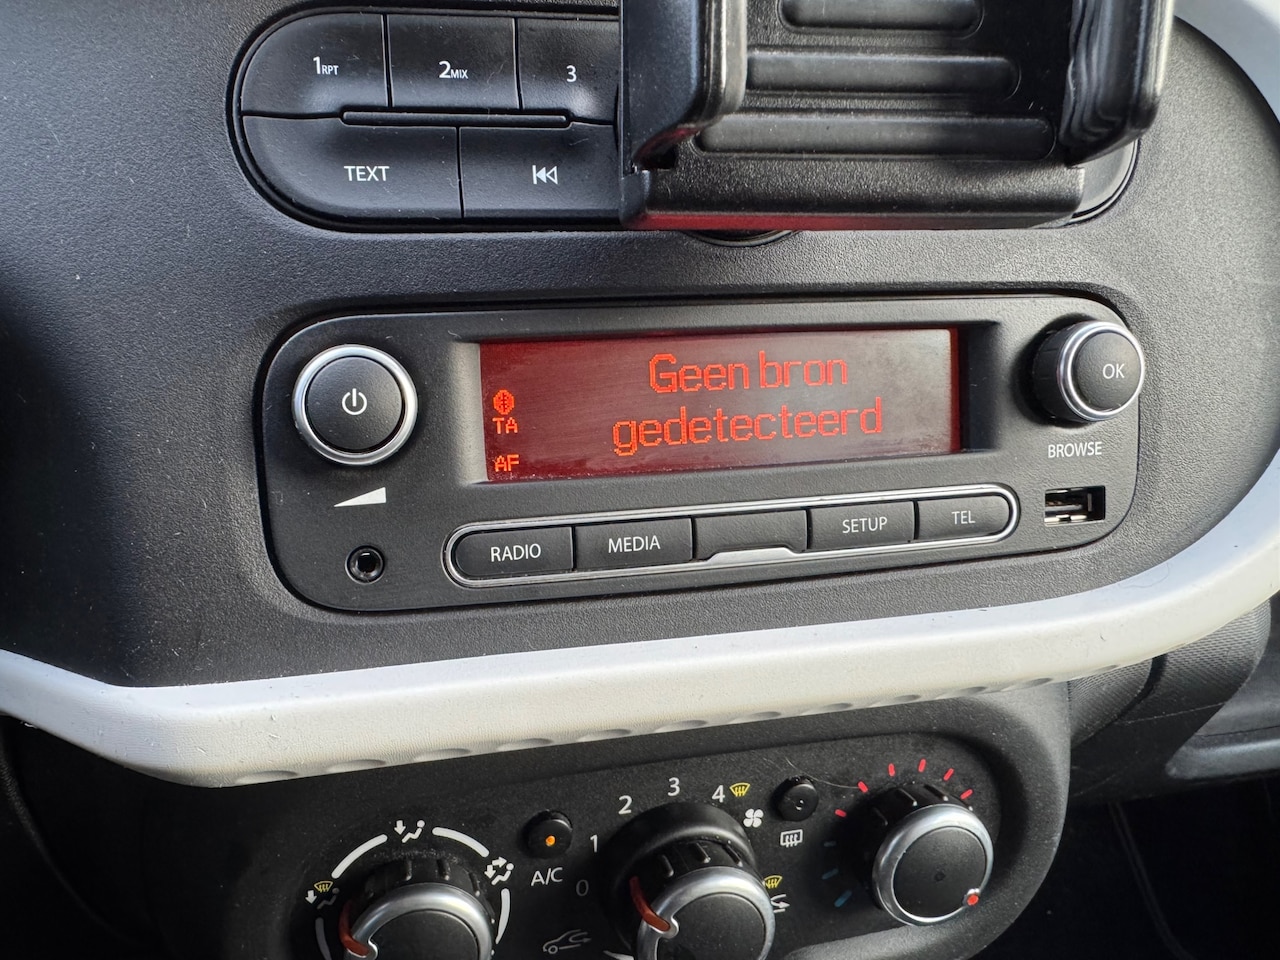 1RPT 2MIX 3
TEXT
Geen bron
gedetecteerd
TA
AF
OK
BROWSE
RADIO MEDIA SETUP TEL
0 1 2 3 4
A/C